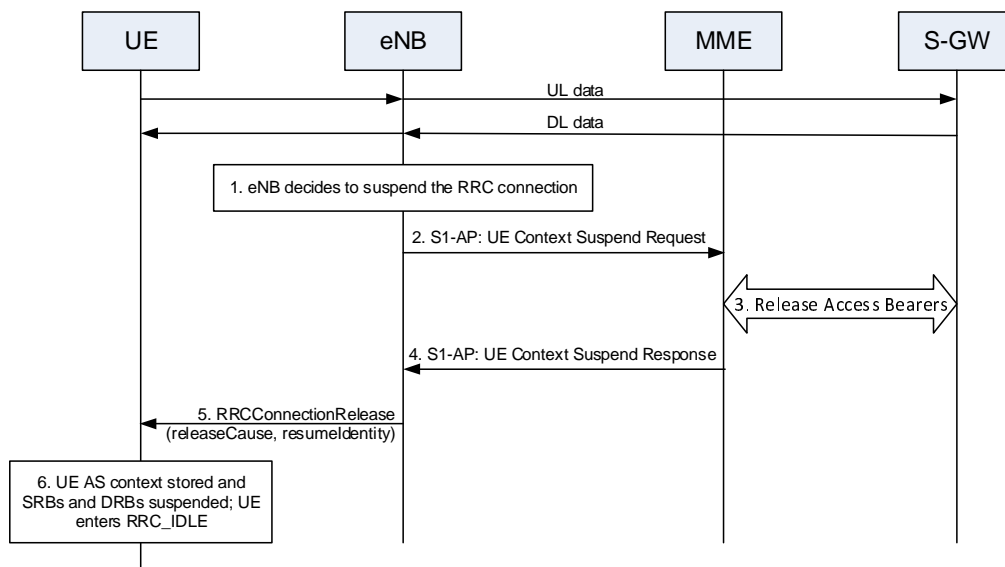 UE
eNB
MME
S-GW
UL data
DL data
1. eNB decides to suspend the RRC connection
2. S1-AP: UE Context Suspend Request
3. Release Access Bearers
4. S1-AP: UE Context Suspend Response
5. RRCConnectionRelease
(releaseCause, resumeIdentity)
6. UE AS context stored and
SRBs and DRBs suspended; UE
enters RRC_IDLE